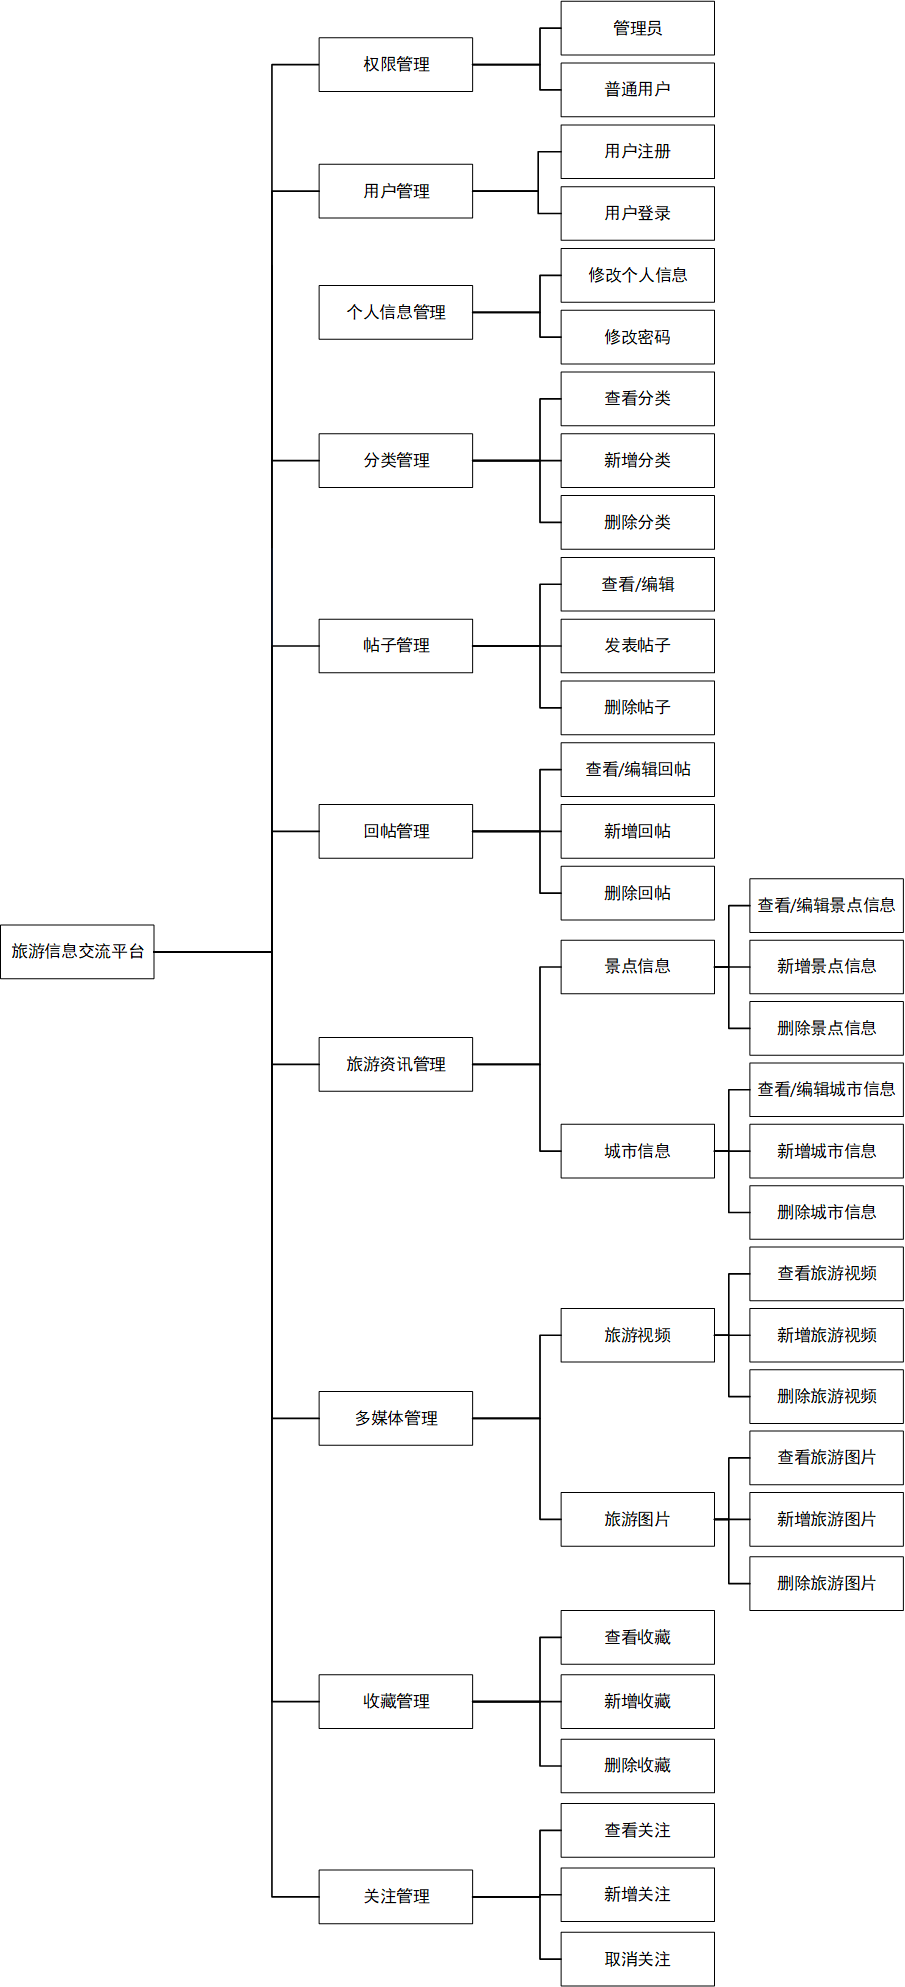 旅游信息交流平台
权限管理
管理员
普通用户
用户管理
用户注册
用户登录
个人信息管理
修改个人信息
修改密码
分类管理
查看分类
新增分类
删除分类
帖子管理
查看/编辑
发表帖子
删除帖子
回帖管理
查看/编辑回帖
新增回帖
删除回帖
旅游资讯管理
景点信息
查看/编辑景点信息
新增景点信息
删除景点信息
城市信息
查看/编辑城市信息
新增城市信息
删除城市信息
多媒体管理
旅游视频
查看旅游视频
新增旅游视频
删除旅游视频
旅游图片
查看旅游图片
新增旅游图片
删除旅游图片
收藏管理
查看收藏
新增收藏
删除收藏
关注管理
查看关注
新增关注
取消关注